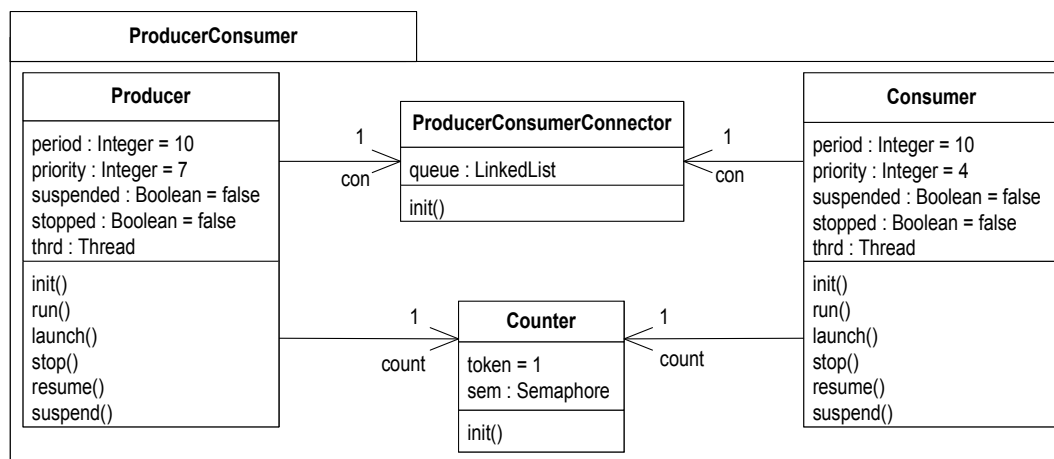 ProducerConsumer
Producer
period : Integer = 10
priority : Integer = 7
suspended : Boolean = false
stopped : Boolean = false
thrd : Thread
init()
run()
launch()
stop()
resume()
suspend()
1
con
ProducerConsumerConnector
queue : LinkedList
init()
1
con
1
count
Counter
token = 1
sem : Semaphore
init()
1
count
Consumer
period : Integer = 10
priority : Integer = 4
suspended : Boolean = false
stopped : Boolean = false
thrd : Thread
init()
run()
launch()
stop()
resume()
suspend()